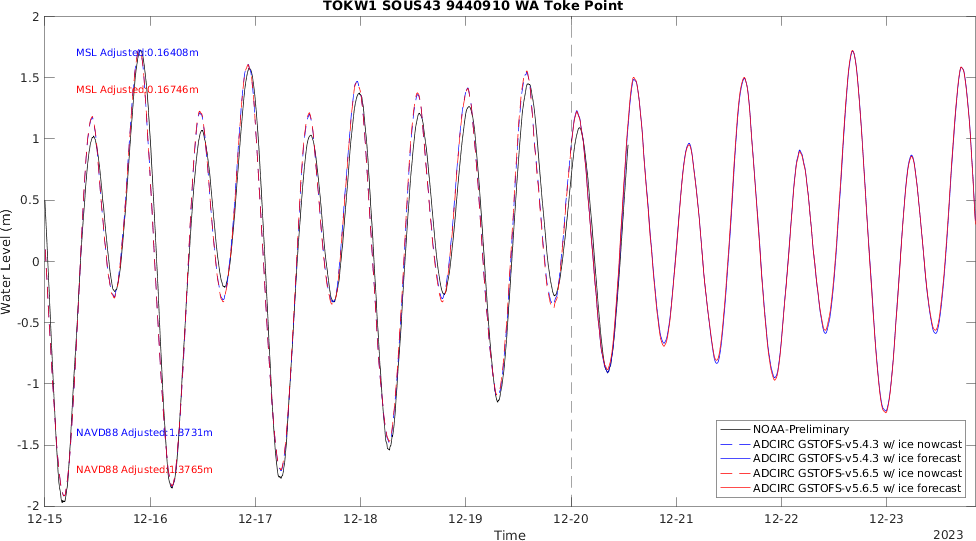 TOKW1 SOUS43 9440910 WA Toke Point
2
1.5
1
0.5
0
-0.5
-1
-1.5
-2
Water Level (m)
MSL Adjusted:0.16408m
MSL Adjusted:0.16746m
NAVD88 Adjusted:1.3731m
NAVD88 Adjusted:1.3765m
NOAA-Preliminary
ADCIRC GSTOFS-v5.4.3 w/ ice nowcast
ADCIRC GSTOFS-v5.4.3 w/ ice forecast
ADCIRC GSTOFS-v5.6.5 w/ ice nowcast
ADCIRC GSTOFS-v5.6.5 w/ ice forecast
12-15 12-16 12-17 12-18 12-19 12-20 12-21 12-22 12-23
Time
2023